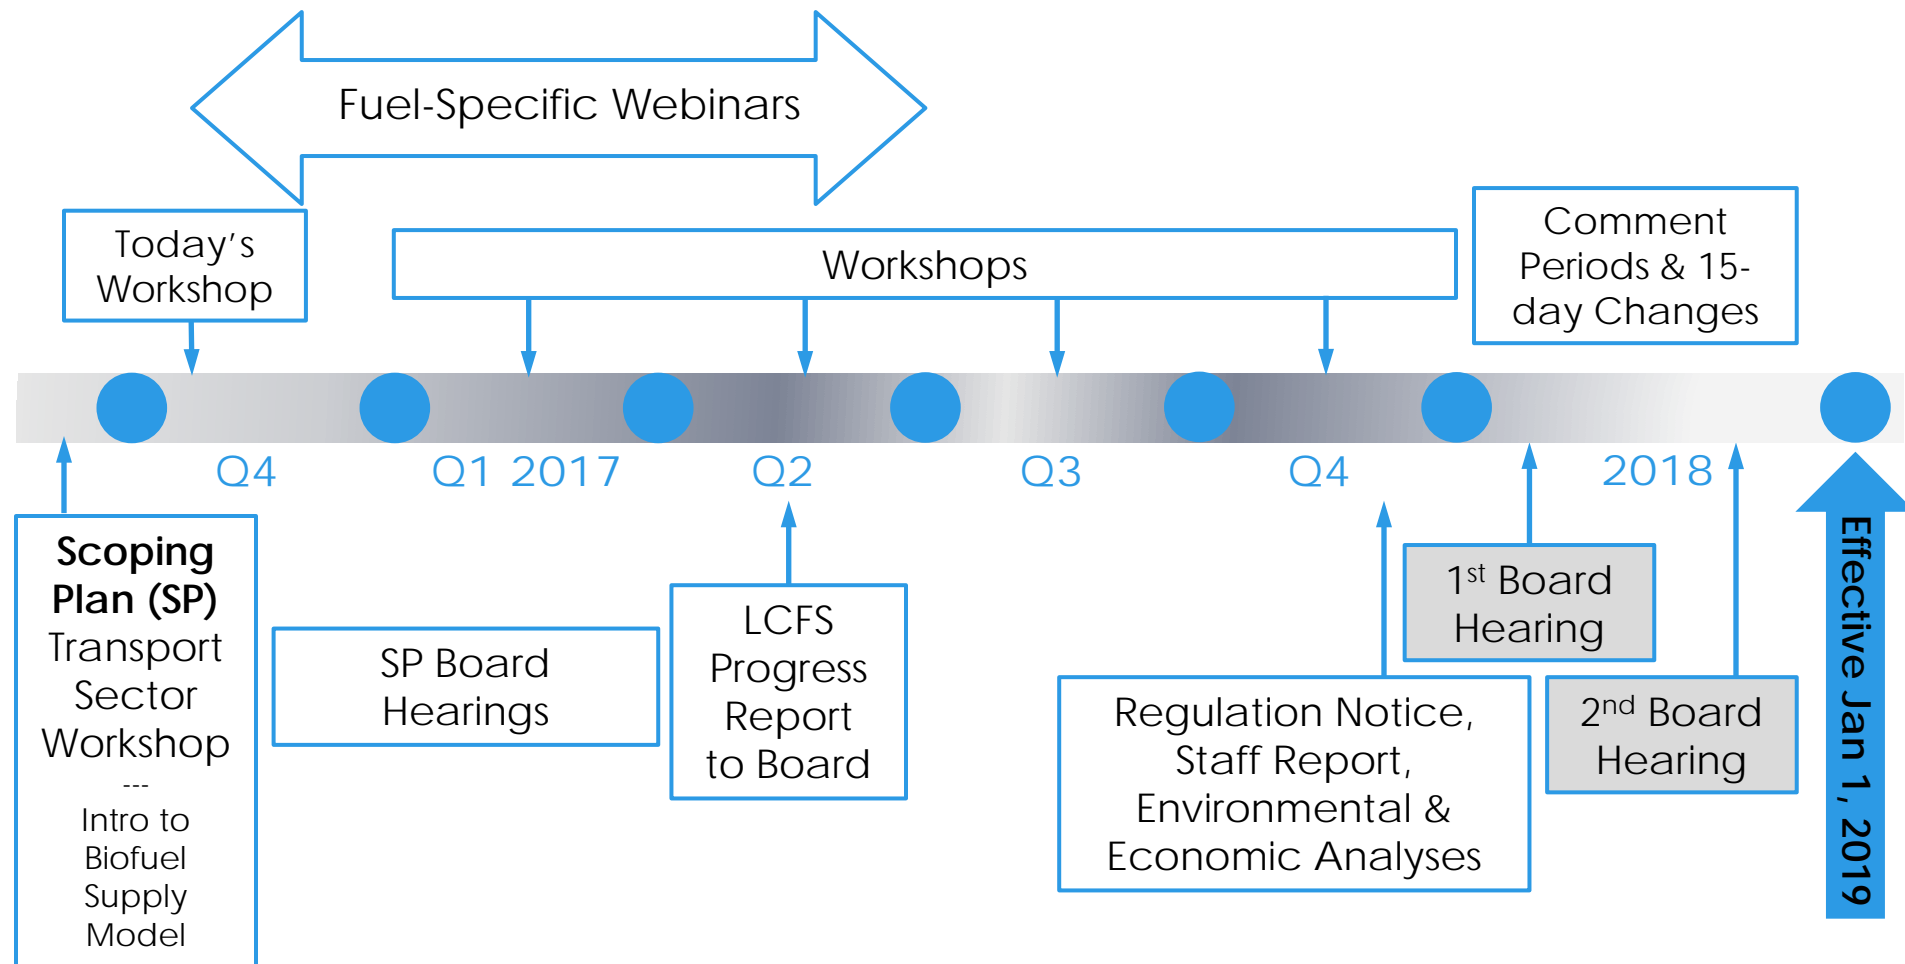 Fuel-Specific Webinars
Today's
Workshop
Workshops
Comment
Periods & 15-
day Changes
Q4
Q1 2017
Q2
Q3
Q4
2018
Scoping
Plan (SP)
Transport
Sector
Workshop
---
Intro to
Biofuel
Supply
Model
SP Board
Hearings
LCFS
Progress
Report
to Board
Regulation Notice,
Staff Report,
Environmental &
Economic Analyses
1st Board
Hearing
2nd Board
Hearing
Effective Jan 1, 2019